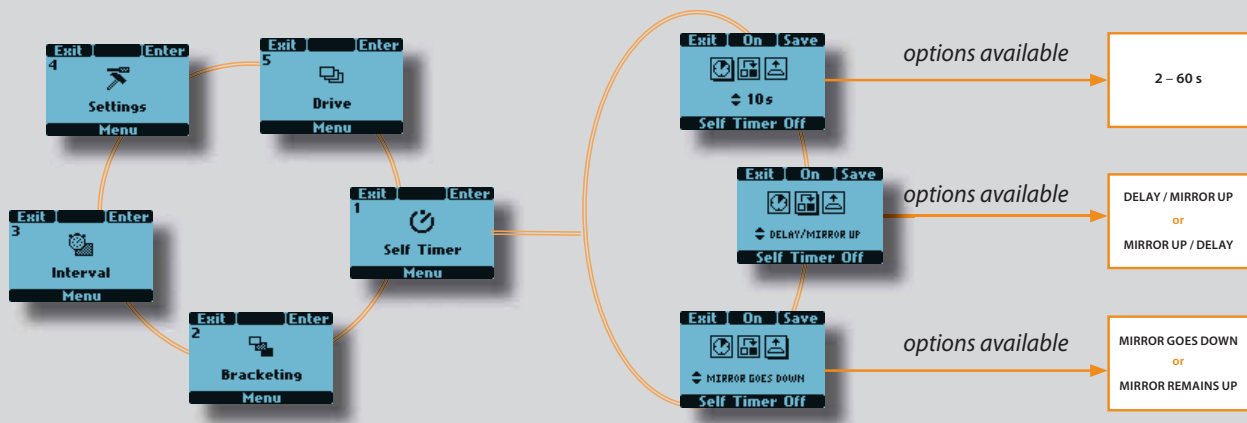 Exit Enter
4
Settings
Menu
Exit Enter
5
Drive
Menu
Exit Enter
3
Interval
Menu
Exit Enter
1
Self Timer
Menu
Exit Enter
2
Bracketing
Menu
Exit On Save
10s
Self Timer Off
options available
2 – 60 s
Exit On Save
DELAY/MIRROR UP
Self Timer Off
options available
DELAY / MIRROR UP
or
MIRROR UP / DELAY
Exit On Save
MIRROR GOES DOWN
Self Timer Off
options available
MIRROR GOES DOWN
or
MIRROR REMAINS UP